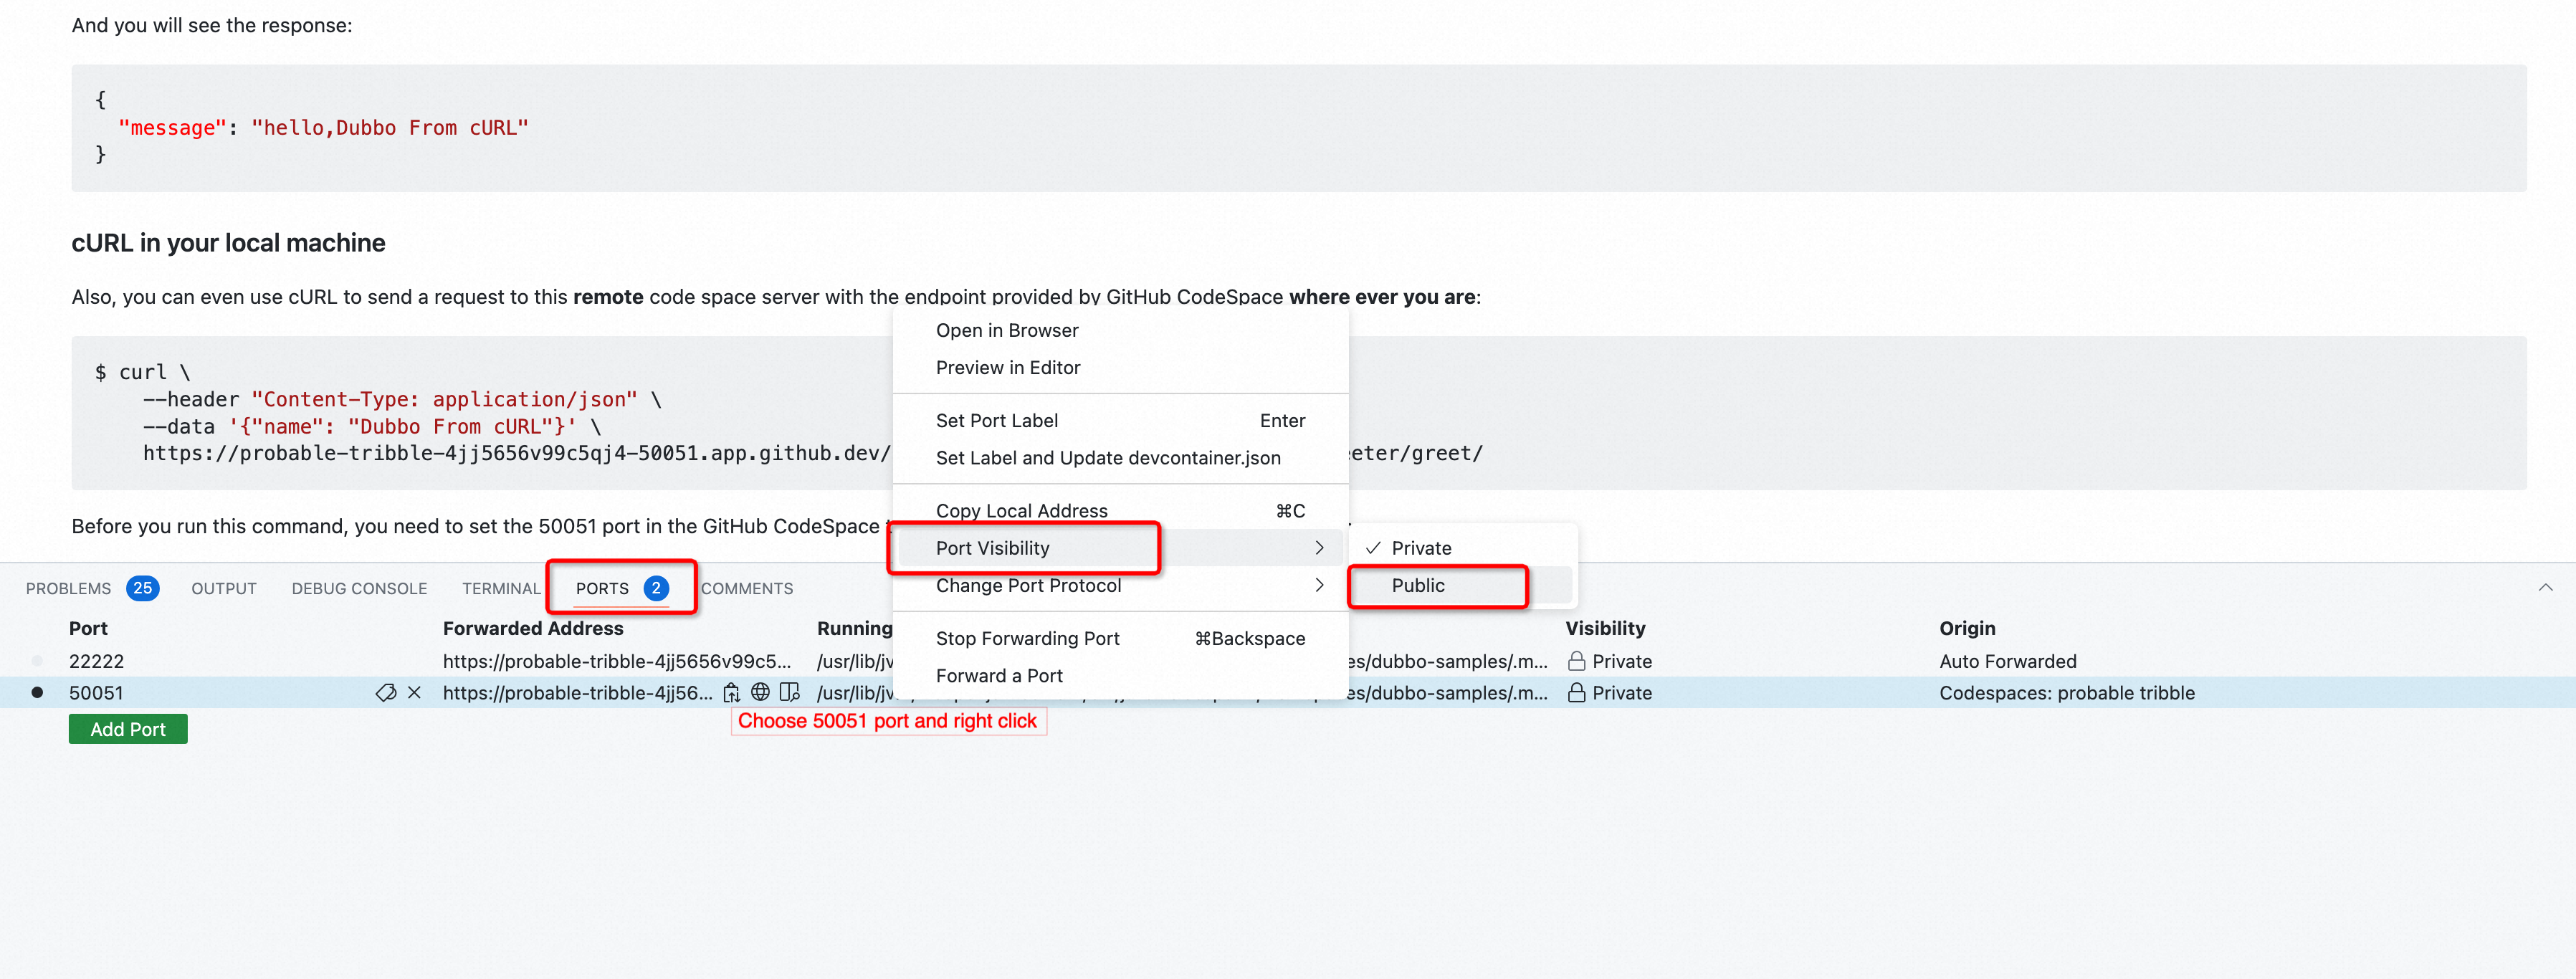 And you will see the response:
{
"message": "hello,Dubbo From cURL"
}
cURL in your local machine
Also, you can even use cURL to send a request to this remote code space server with the endpoint provided by GitHub CodeSpace where ever you are:
$ curl \
--header "Content-Type: application/json" \
--data '{"name": "Dubbo From cURL"}' \
https://probable-tribble-4jj5656v99c5qj4-50051.app.github.dev/ eter/greet/
Before you run this command, you need to set the 50051 port in the GitHub CodeSpace
Open in Browser
Preview in Editor
Set Port Label Enter
Set Label and Update devcontainer.json
Copy Local Address ⌘C
Port Visibility
Change Port Protocol
Stop Forwarding Port ⌘Backspace
Forward a Port
✓ Private
Public
PROBLEMS 25 OUTPUT DEBUG CONSOLE TERMINAL PORTS 2 COMMENTS
Port Forwarded Address Running Visibility Origin
22222 https://probable-tribble-4jj5656v99c5... /usr/lib/jv es/dubbo-samples/.m... Private Auto Forwarded
50051 https://probable-tribble-4jj56... /usr/lib/jv es/dubbo-samples/.m... Private Codespaces: probable tribble
Add Port
Choose 50051 port and right click